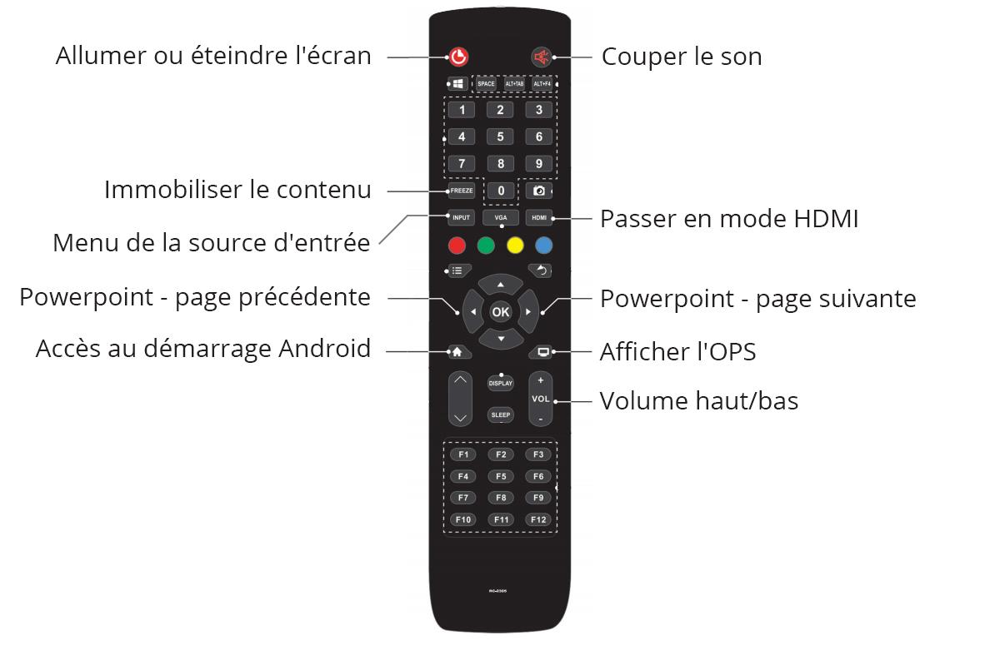 Allumer ou éteindre l'écran
Couper le son
SPACE ALT+TAB ALT+F4
1 2 3
4 5 6
7 8 9
Immobiliser le contenu
FREEZE 0
INPUT VGA HDMI
Passer en mode HDMI
Menu de la source d'entrée
Powerpoint - page précédente
OK
Powerpoint - page suivante
Accès au démarrage Android
Afficher l'OPS
DISPLAY
+
VOL
-
SLEEP
Volume haut/bas
F1 F2 F3
F4 F5 F6
F7 F8 F9
F10 F11 F12